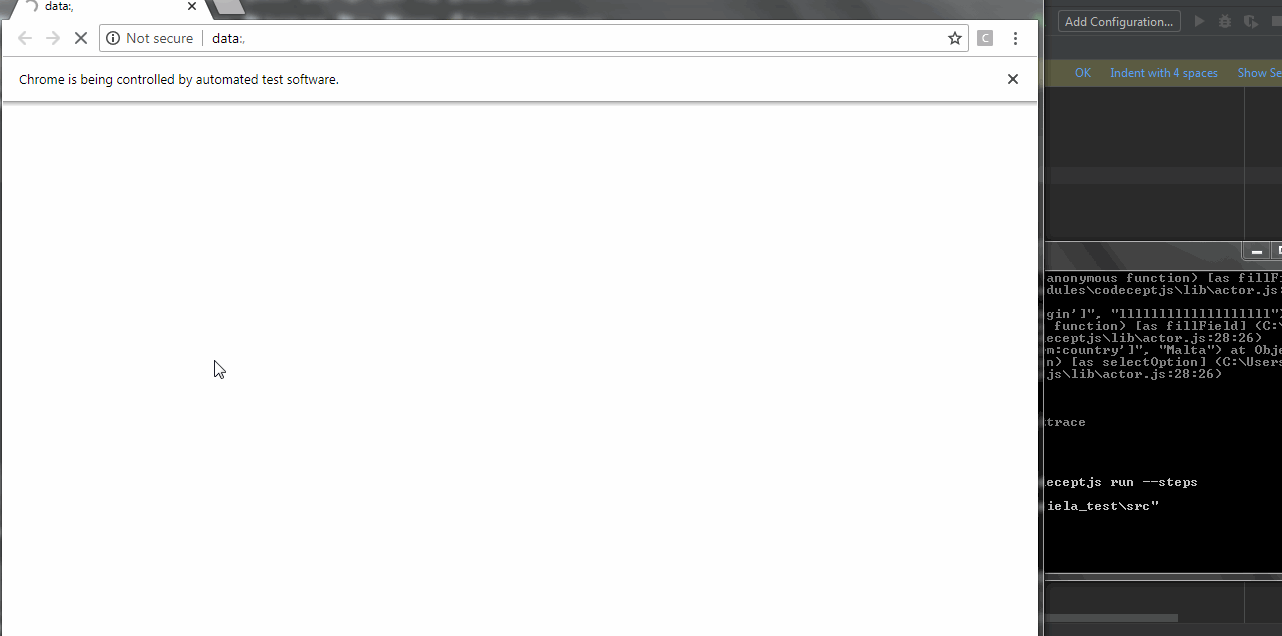 data:,
Not secure
data:,
C
Chrome is being controlled by automated test software.
Add Configuration...
OK
Indent with 4 spaces
Show Se
anonymous function) [as fillFi
dules\codeceptjs\lib\actor.js:
gin']", "llllllllllllllllllll")
function) [as fillField] (C:\
eceptjs\lib\actor.js:28:26)
m:country']", "Malta") at Obje
n) [as selectOption] (C:\Users
js\lib\actor.js:28:26)
trace
eceptjs run --steps
iela_test\src"